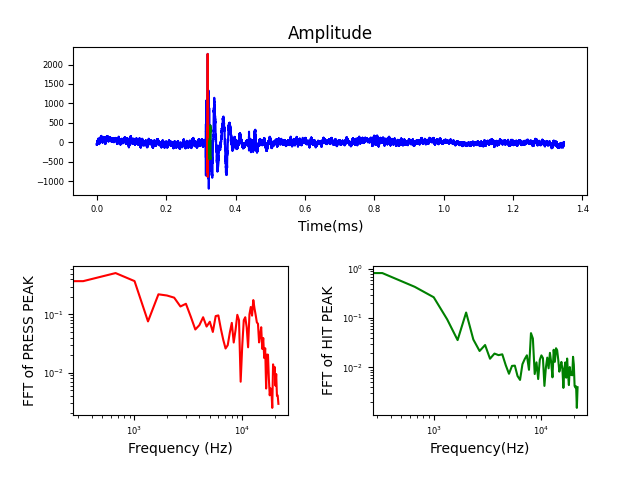 Amplitude
2000
1500
1000
500
0
−500
−1000
0.0 0.2 0.4 0.6 0.8 1.0 1.2 1.4
Time(ms)
FFT of PRESS PEAK
10⁻¹
10⁻²
10³ 10⁴
Frequency (Hz)
FFT of HIT PEAK
10⁰
10⁻¹
10⁻²
10³ 10⁴
Frequency(Hz)